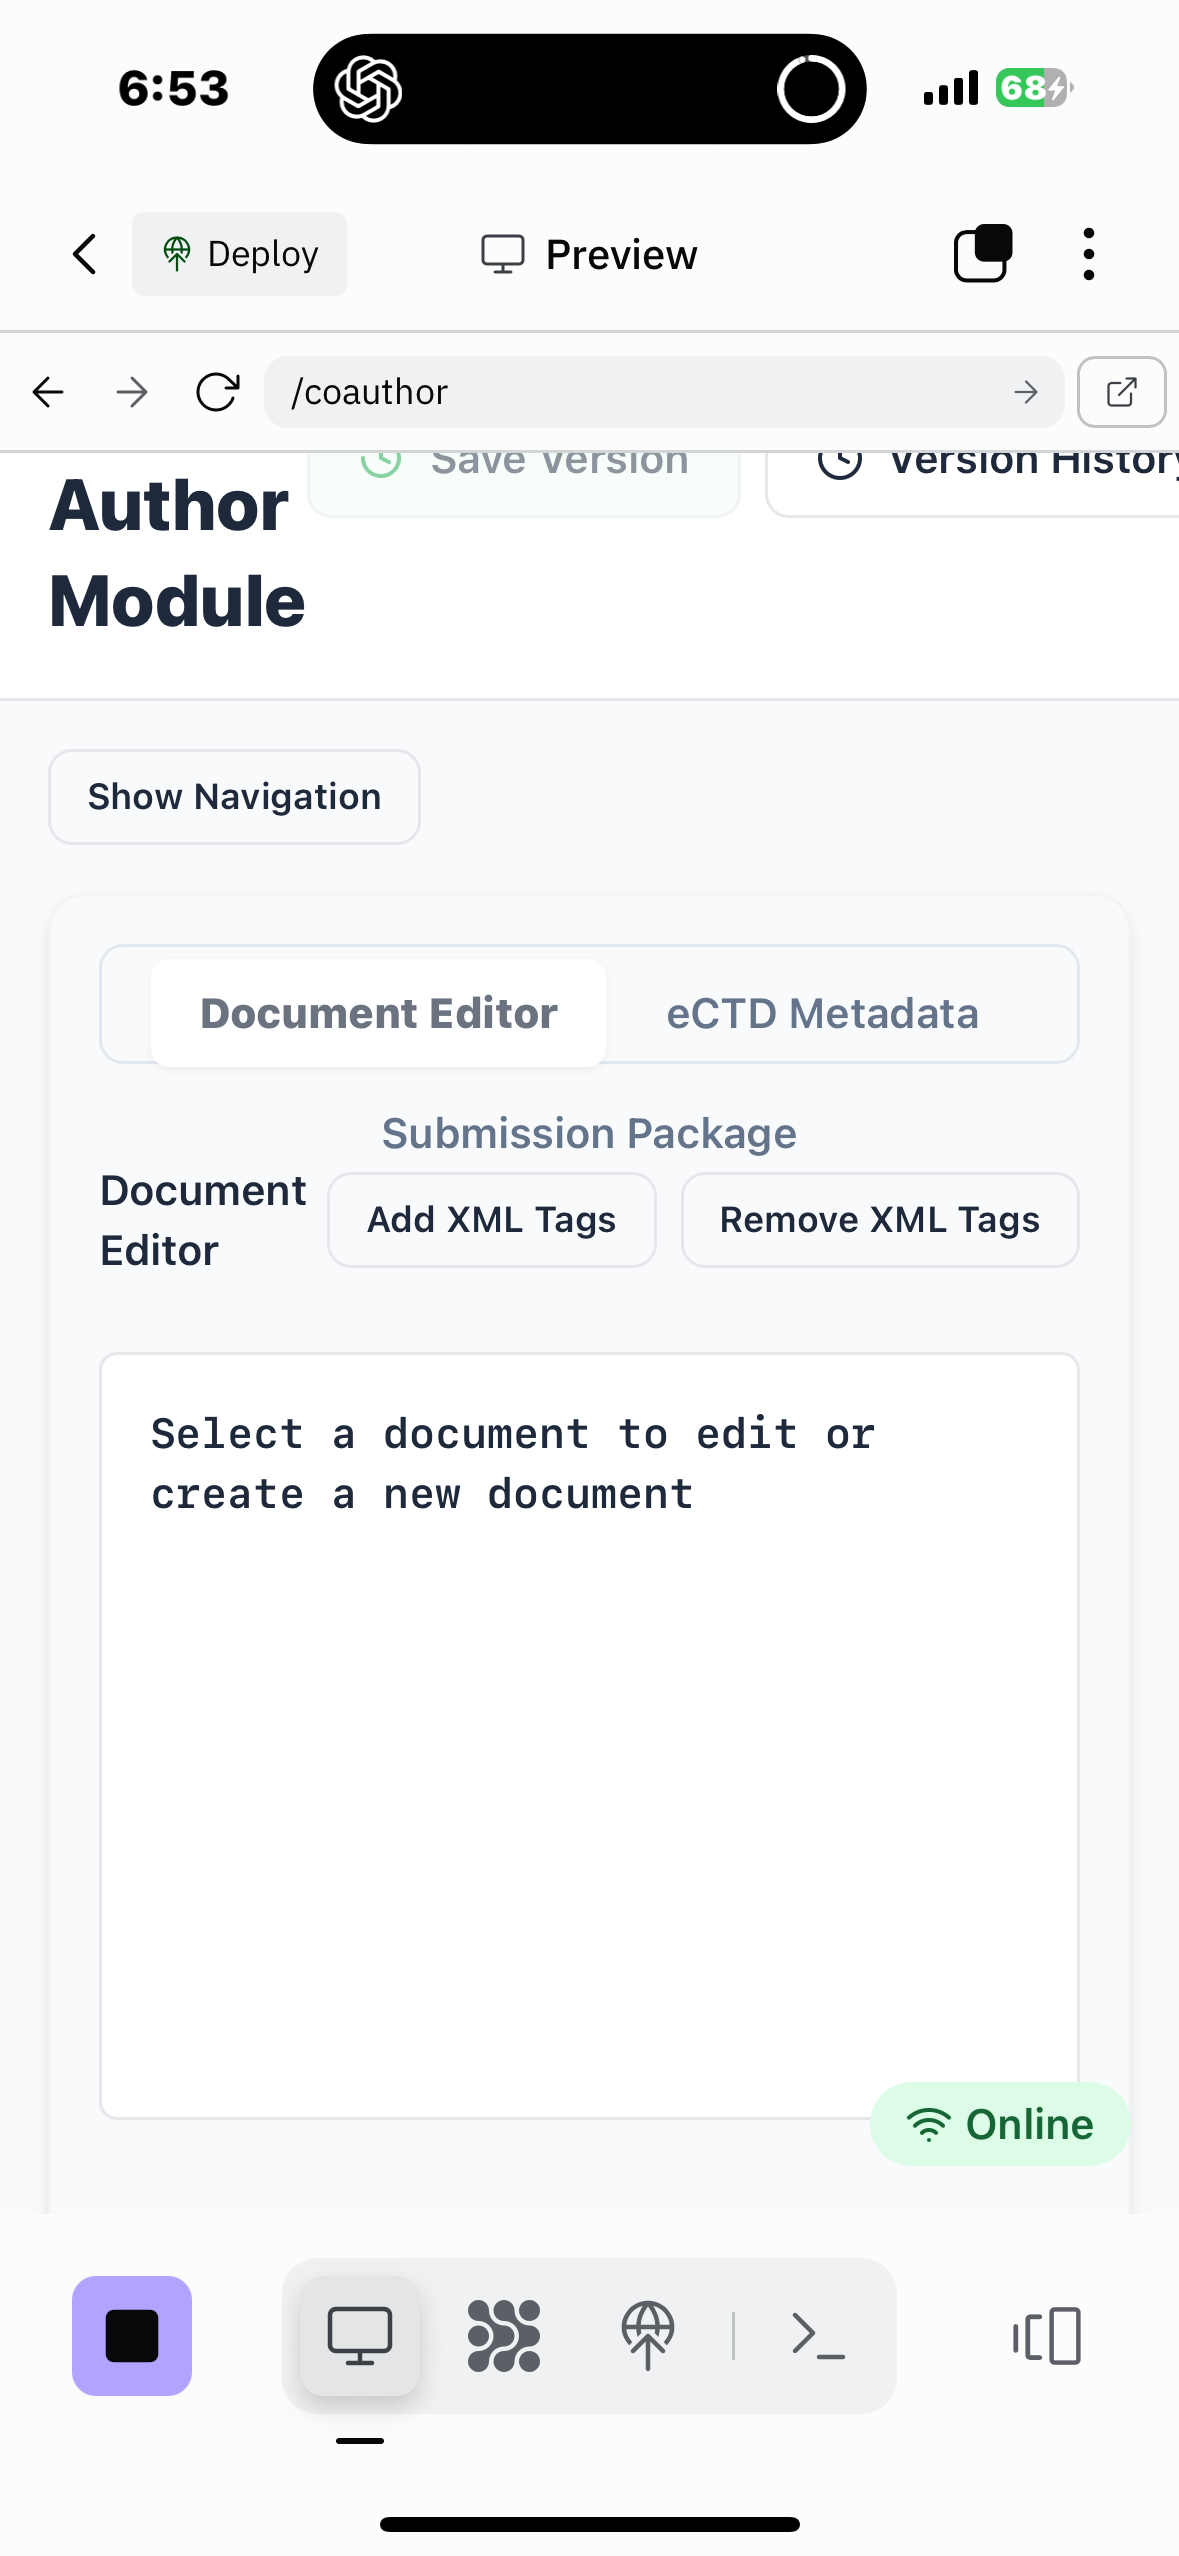 6:53
68
Deploy
Preview
/coauthor
Save Version
Version History
Author
Module
Show Navigation
Document Editor
eCTD Metadata
Submission Package
Document
Editor
Add XML Tags
Remove XML Tags
Select a document to edit or
create a new document
Online